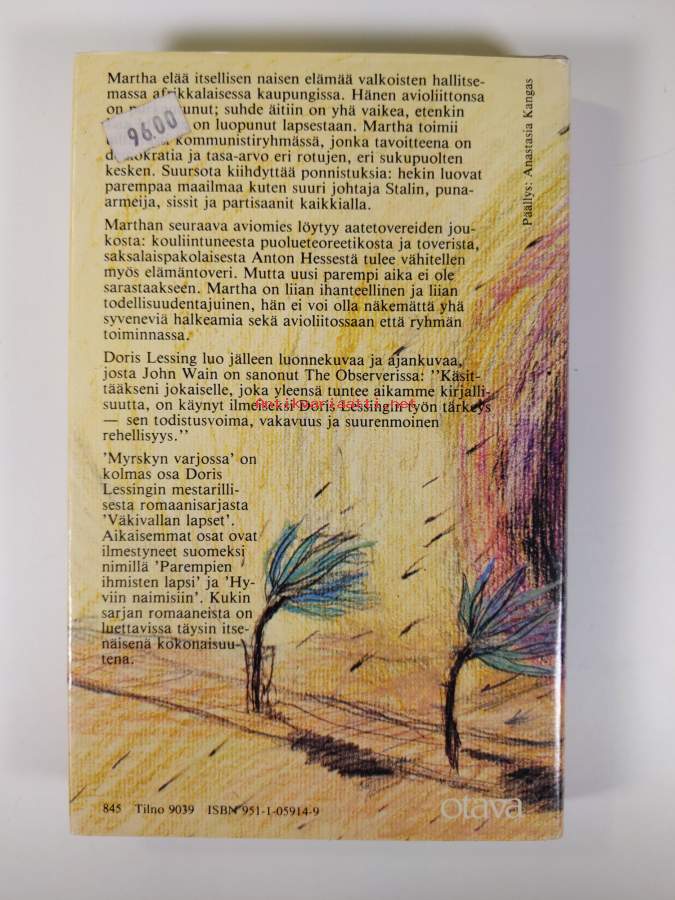 Martha elää itsellisen naisen elämää valkoisten hallitse-
massa afrikkalaisessa kaupungissa. Hänen avioliittonsa
on unut; suhde äitiin on yhä vaikea, etenkin
on luopunut lapsestaan. Martha toimii
kommunistiryhmässä, jonka tavoitteena on
demokratia ja tasa-arvo eri rotujen, eri sukupuolten
kesken. Suursota kiihdyttää ponnistuksia: hekin luovat
parempaa maailmaa kuten suuri johtaja Stalin, puna-
armeija, sissit ja partisaanit kaikkialla.
Marthan seuraava aviomies löytyy aatetovereiden jou-
kosta: kouliintuneesta puolueteoreetikosta ja toverista,
saksalaispakolaisesta Anton Hessestä tulee vähitellen
myös elämäntoveri. Mutta uusi parempi aika ei ole
sarastaakseen. Martha on liian ihanteellinen ja liian
todellisuudentajuinen, hän ei voi olla näkemättä yhä
syveneviä halkeamia sekä avioliitossaan että ryhmän
toiminnassa.
Doris Lessing luo jälleen luonnekuvaa ja ajankuvaa,
josta John Wain on sanonut The Observerissa: ”Käsit-
tääkseni jokaiselle, joka yleensä tuntee aikamme kirjalli-
suutta, on käynyt ilmeiseksi Doris Lessingin työn tärkeys
— sen todistusvoima, vakavuus ja suurenmoinen
rehellisyys.”
'Myrskyn varjossa' on
kolmas osa Doris
Lessingin mestarilli-
sesta romaanisarjasta
'Väkivallan lapset'.
Aikaisemmat osat ovat
ilmestyneet suomeksi
nimillä 'Parempien
ihmisten lapsi' ja 'Hy-
viin naimisiin'. Kukin
sarjan romaaneista on
luettavissa täysin itse-
näisenä kokonaisuu-
tena.
96.00
Päällys: Anastasia Kangas
antikvariaatti.net
845 Tilno 9039 ISBN 951-1-05914-9
otava